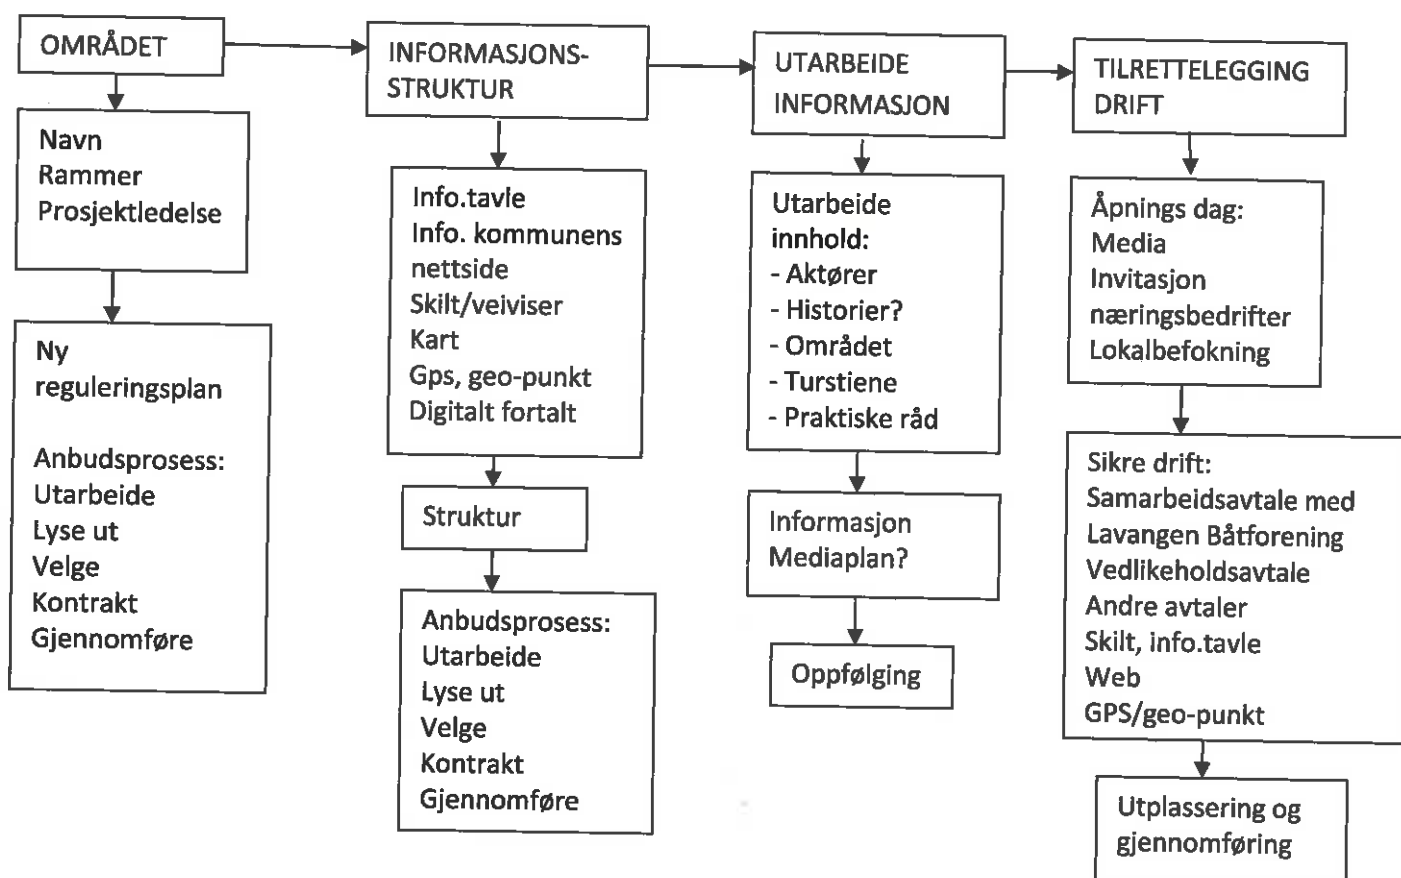 OMRÅDET
Navn
Rammer
Prosjektledelse
Ny
reguleringsplan
Anbudsprosess:
Utarbeide
Lyse ut
Velge
Kontrakt
Gjennomføre
INFORMASJONS-
STRUKTUR
Info.tavle
Info. kommunens
nettside
Skilt/veiviser
Kart
Gps, geo-punkt
Digitalt fortalt
Struktur
Anbudsprosess:
Utarbeide
Lyse ut
Velge
Kontrakt
Gjennomføre
UTARBEIDE
INFORMASJON
Utarbeide
innhold:
- Aktører
- Historier?
- Området
- Turstiene
- Praktiske råd
Informasjon
Mediaplan?
Oppfølging
TILRETTELEGGING
DRIFT
Åpnings dag:
Media
Invitasjon
næringsbedrifter
Lokalbefokning
Sikre drift:
Samarbeidsavtale med
Lavangen Båtforening
Vedlikeholdsavtale
Andre avtaler
Skilt, info.tavle
Web
GPS/geo-punkt
Utplassering og
gjennomføring